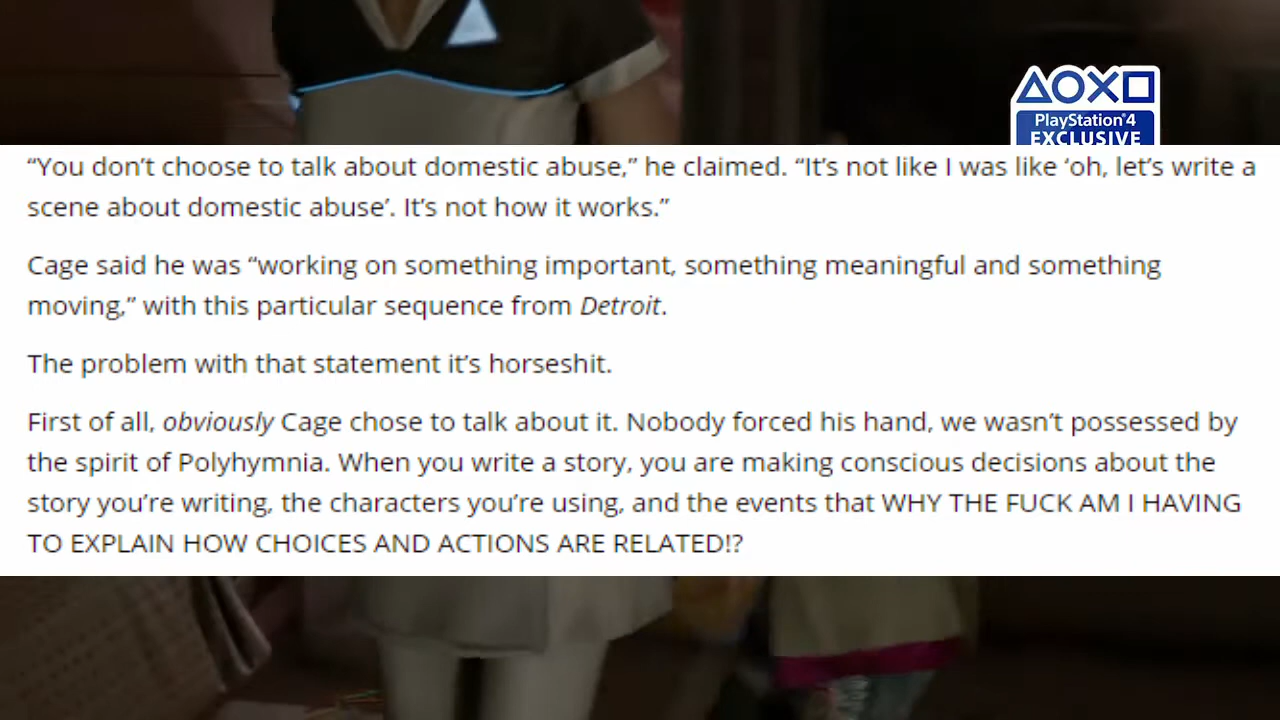 PlayStation®4
EXCLUSIVE
“You don’t choose to talk about domestic abuse,” he claimed. “It’s not like I was like ‘oh, let’s write a
scene about domestic abuse’. It’s not how it works.”
Cage said he was “working on something important, something meaningful and something
moving,” with this particular sequence from Detroit.
The problem with that statement it’s horseshit.
First of all, obviously Cage chose to talk about it. Nobody forced his hand, we wasn’t possessed by
the spirit of Polyhymnia. When you write a story, you are making conscious decisions about the
story you’re writing, the characters you’re using, and the events that WHY THE FUCK AM I HAVING
TO EXPLAIN HOW CHOICES AND ACTIONS ARE RELATED!?